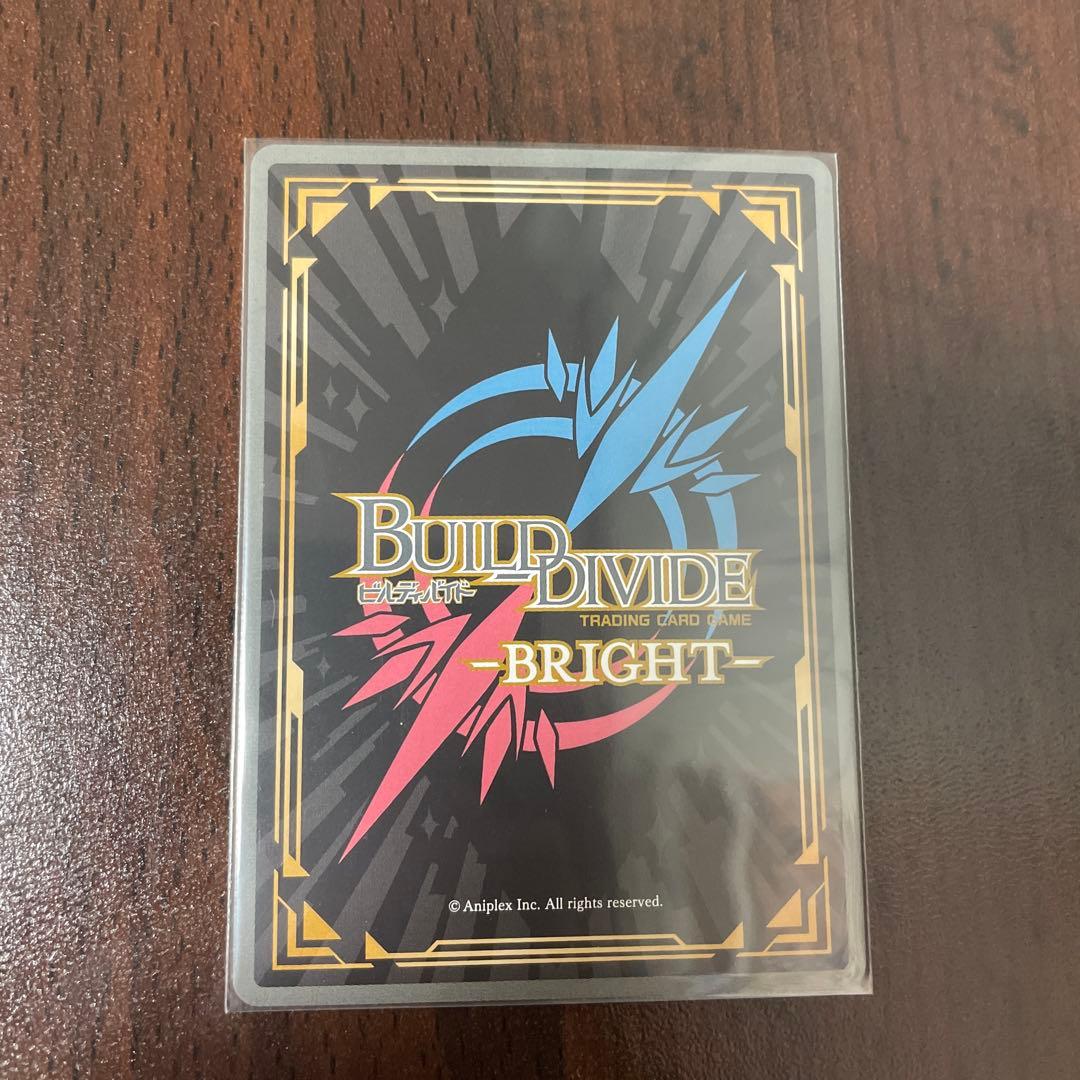 BUILD DIVIDE
ビルディバイド
TRADING CARD GAME
-BRIGHT-
© Aniplex Inc. All rights reserved.